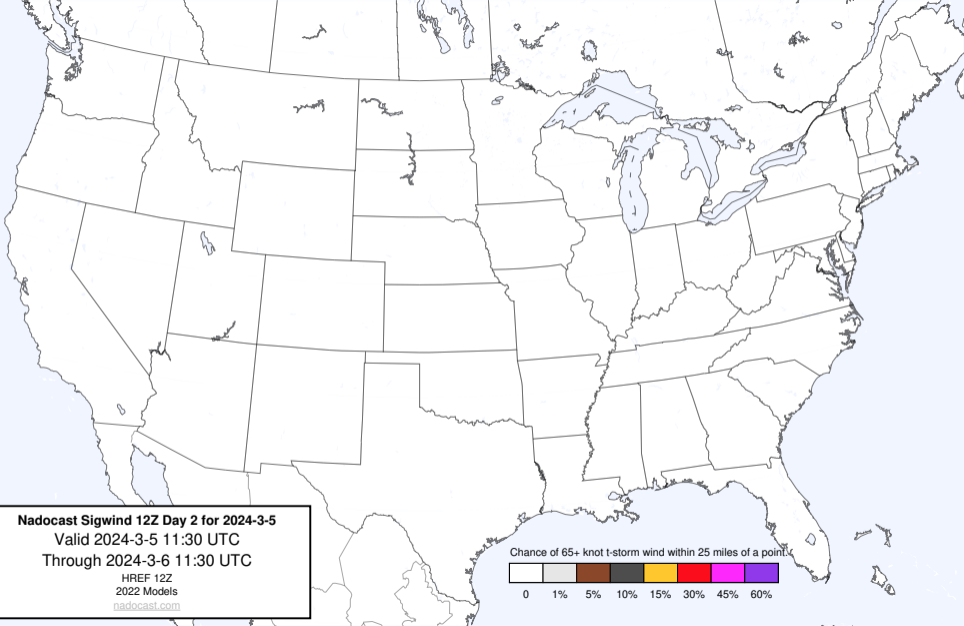 Nadocast Sigwind 12Z Day 2 for 2024-3-5
Valid 2024-3-5 11:30 UTC
Through 2024-3-6 11:30 UTC
HREF 12Z
2022 Models
nadocast.com
Chance of 65+ knot t-storm wind within 25 miles of a point.
0 1% 5% 10% 15% 30% 45% 60%